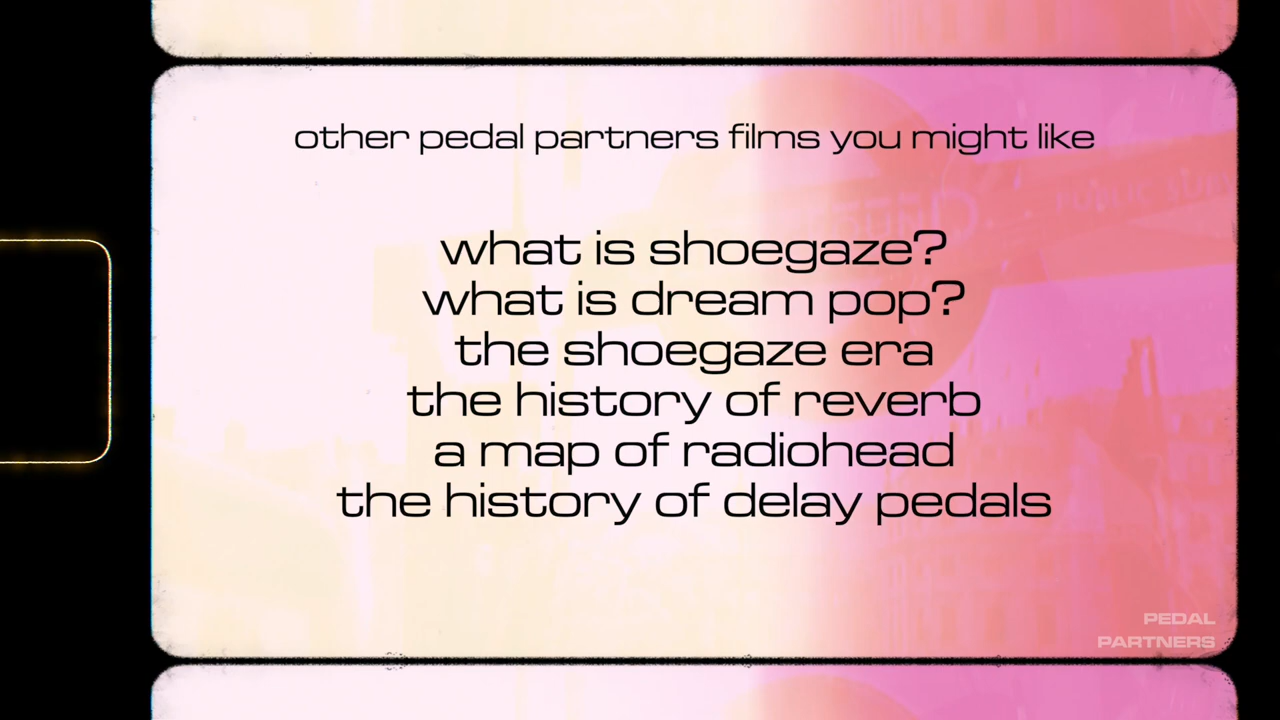 other pedal partners films you might like
what is shoegaze?
what is dream pop?
the shoegaze era
the history of reverb
a map of radiohead
the history of delay pedals
PEDAL
PARTNERS